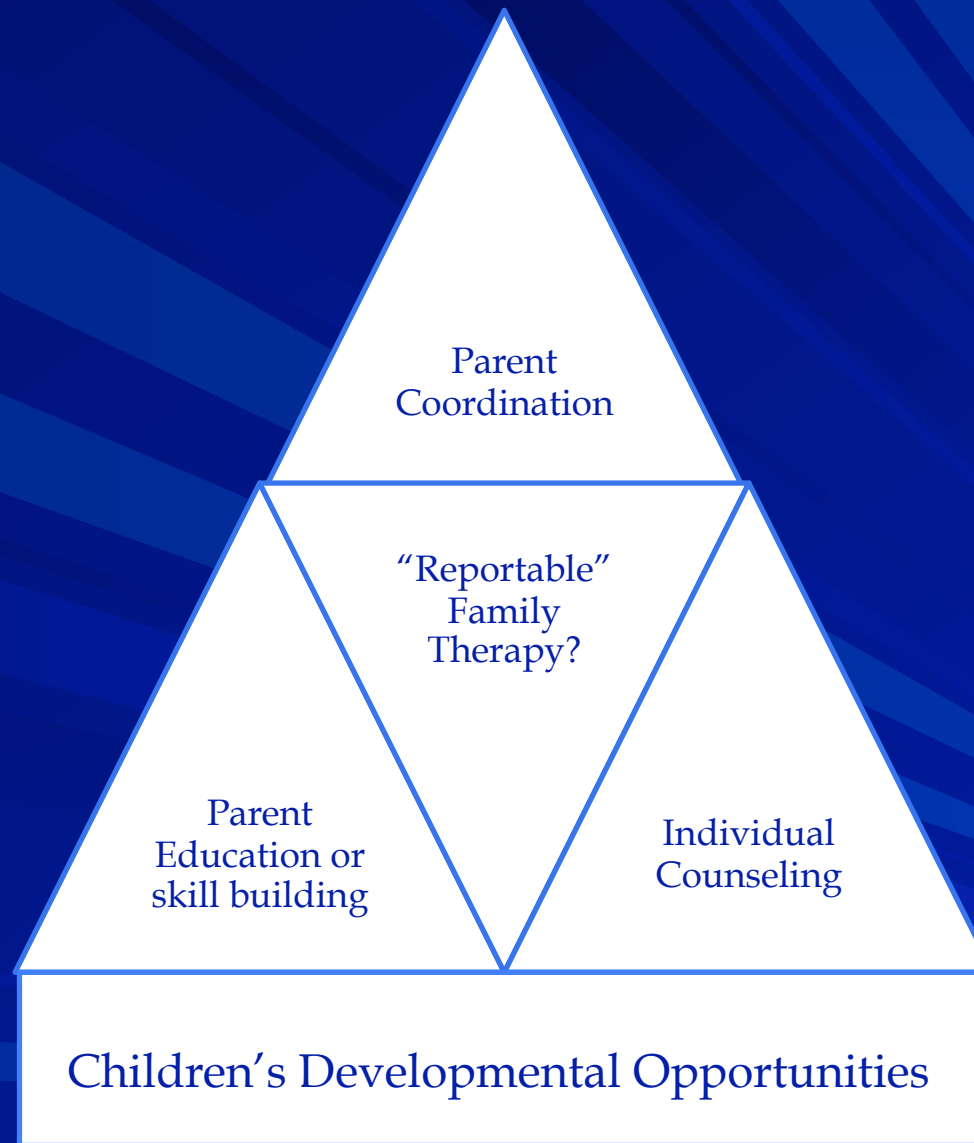 Parent
Coordination
“Reportable”
Family
Therapy?
Parent
Education or
skill building
Individual
Counseling
Children’s Developmental Opportunities